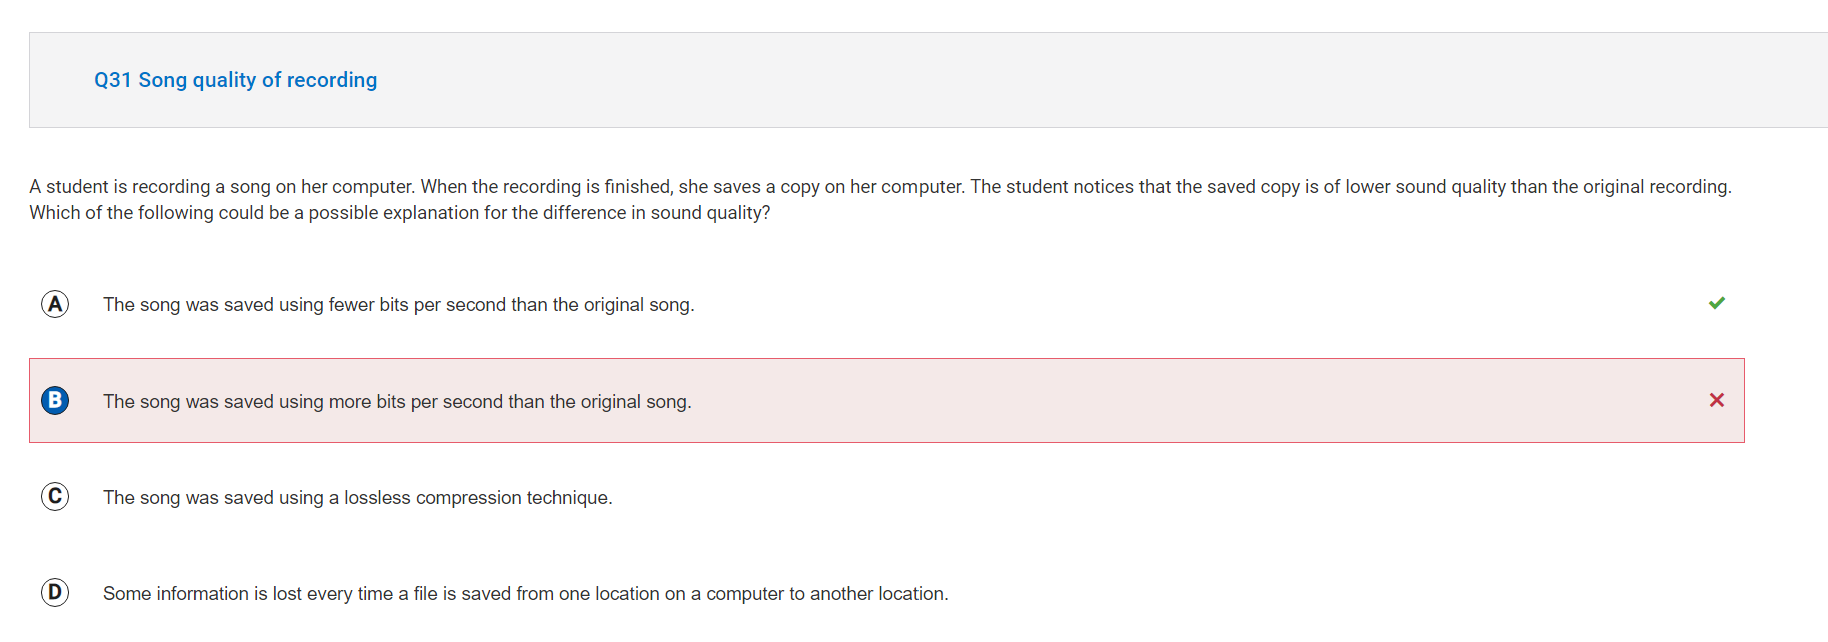 Q31 Song quality of recording
A student is recording a song on her computer. When the recording is finished, she saves a copy on her computer. The student notices that the saved copy is of lower sound quality than the original recording.
Which of the following could be a possible explanation for the difference in sound quality?
A The song was saved using fewer bits per second than the original song.
B The song was saved using more bits per second than the original song.
C The song was saved using a lossless compression technique.
D Some information is lost every time a file is saved from one location on a computer to another location.